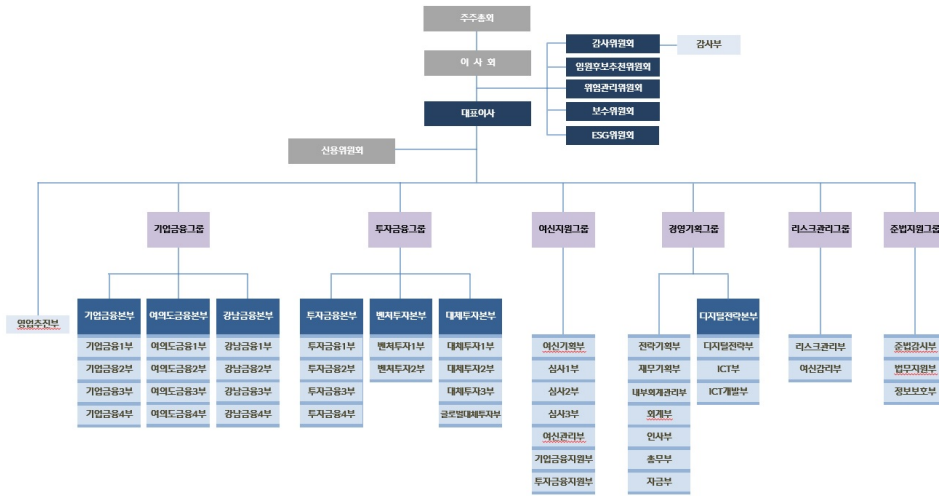 주주총회
이 사 회
감사위원회
감사부
임원후보추천위원회
위험관리위원회
대표이사
보수위원회
ESG위원회
신용위원회
기업금융그룹
투자금융그룹
여신지원그룹
경영기획그룹
리스크관리그룹
준법지원그룹
영업추진부
기업금융본부
여의도금융본부
강남금융본부
투자금융본부
벤처투자본부
대체투자본부
디지털전략본부
기업금융1부
기업금융2부
기업금융3부
기업금융4부
여의도금융1부
여의도금융2부
여의도금융3부
여의도금융4부
강남금융1부
강남금융2부
강남금융3부
강남금융4부
투자금융1부
투자금융2부
투자금융3부
투자금융4부
벤처투자1부
벤처투자2부
대체투자1부
대체투자2부
대체투자3부
글로벌대체투자부
여신기획부
심사1부
심사2부
심사3부
여신관리부
기업금융지원부
투자금융지원부
전략기획부
재무기획부
내부회계관리부
회계부
인사부
총무부
자금부
디지털전략부
ICT부
ICT개발부
리스크관리부
여신감리부
준법감시부
법무지원부
정보보호부